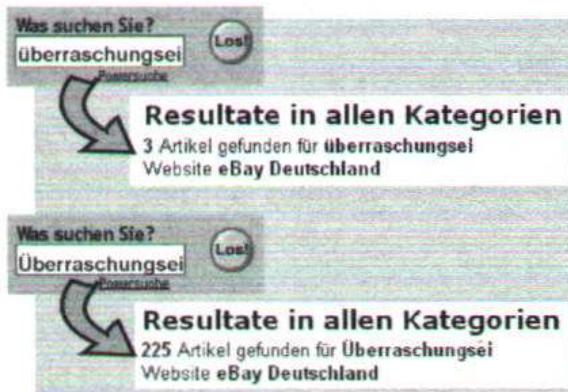 Was suchen Sie?
überraschungsei Los!
Powersuche
Resultate in allen Kategorien
3 Artikel gefunden für überraschungsei
Website eBay Deutschland
Was suchen Sie?
Überraschungsei Los!
Powersuche
Resultate in allen Kategorien
225 Artikel gefunden für Überraschungsei
Website eBay Deutschland